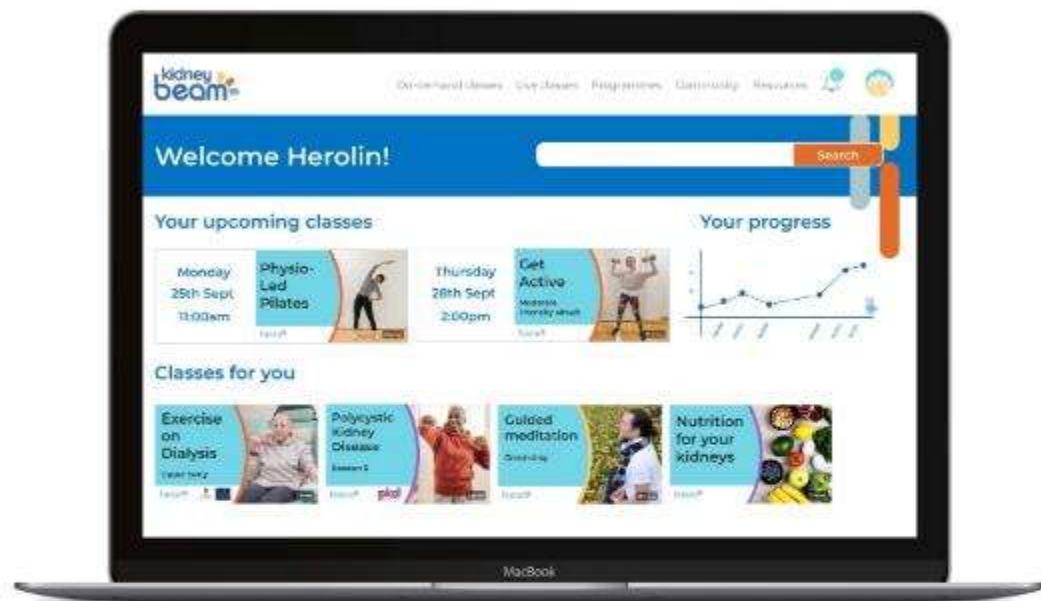 kidney
beam
On-demand classes Live classes Programmes Community Resources
Welcome Herolin!
Search
Your upcoming classes
Your progress
Monday
25th Sept
11:00am
Physio-
Led
Pilates
Thursday
28th Sept
2:00pm
Get
Active
Moderate
Classes for you
Exercise
on
Dialysis
Polycystic
Kidney
Disease
Guided
meditation
Nutrition
for your
kidneys
pkd
MacBook